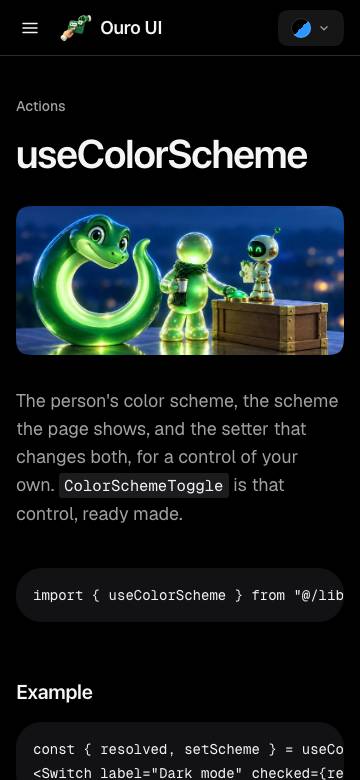 Ouro UI
Actions
useColorScheme
The person's color scheme, the scheme
the page shows, and the setter that
changes both, for a control of your
own. ColorSchemeToggle is that
control, ready made.
import { useColorScheme } from "@/lib
Example
const { resolved, setScheme } = useCo
<Switch label="Dark mode" checked={re